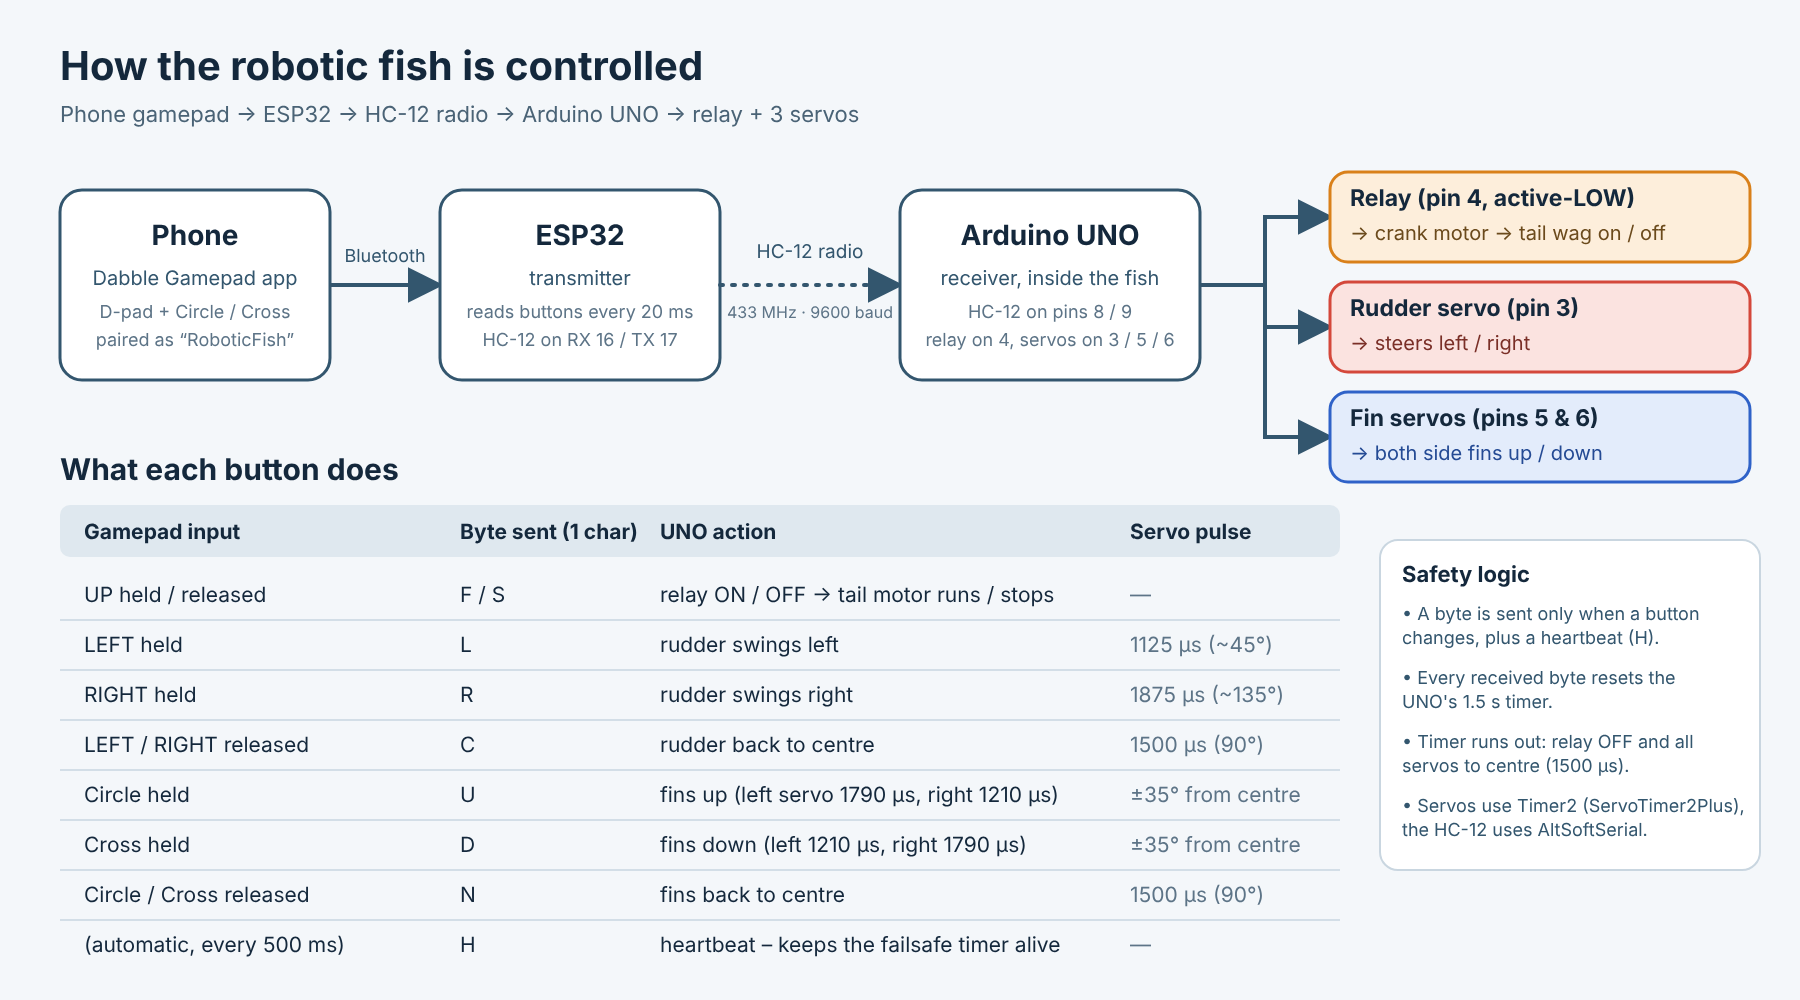 How the robotic fish is controlled
Phone gamepad → ESP32 → HC-12 radio → Arduino UNO → relay + 3 servos
Phone
Dabble Gamepad app
D-pad + Circle / Cross
paired as “RoboticFish”
Bluetooth
ESP32
transmitter
reads buttons every 20 ms
HC-12 on RX 16 / TX 17
HC-12 radio
433 MHz · 9600 baud
Arduino UNO
receiver, inside the fish
HC-12 on pins 8 / 9
relay on 4, servos on 3 / 5 / 6
Relay (pin 4, active-LOW)
→ crank motor → tail wag on / off
Rudder servo (pin 3)
→ steers left / right
Fin servos (pins 5 & 6)
→ both side fins up / down
What each button does
Gamepad input Byte sent (1 char) UNO action Servo pulse
UP held / released F / S relay ON / OFF → tail motor runs / stops —
LEFT held L rudder swings left 1125 µs (~45°)
RIGHT held R rudder swings right 1875 µs (~135°)
LEFT / RIGHT released C rudder back to centre 1500 µs (90°)
Circle held U fins up (left servo 1790 µs, right 1210 µs) ±35° from centre
Cross held D fins down (left 1210 µs, right 1790 µs) ±35° from centre
Circle / Cross released N fins back to centre 1500 µs (90°)
(automatic, every 500 ms) H heartbeat – keeps the failsafe timer alive —
Safety logic
• A byte is sent only when a button
changes, plus a heartbeat (H).
• Every received byte resets the
UNO's 1.5 s timer.
• Timer runs out: relay OFF and all
servos to centre (1500 µs).
• Servos use Timer2 (ServoTimer2Plus),
the HC-12 uses AltSoftSerial.